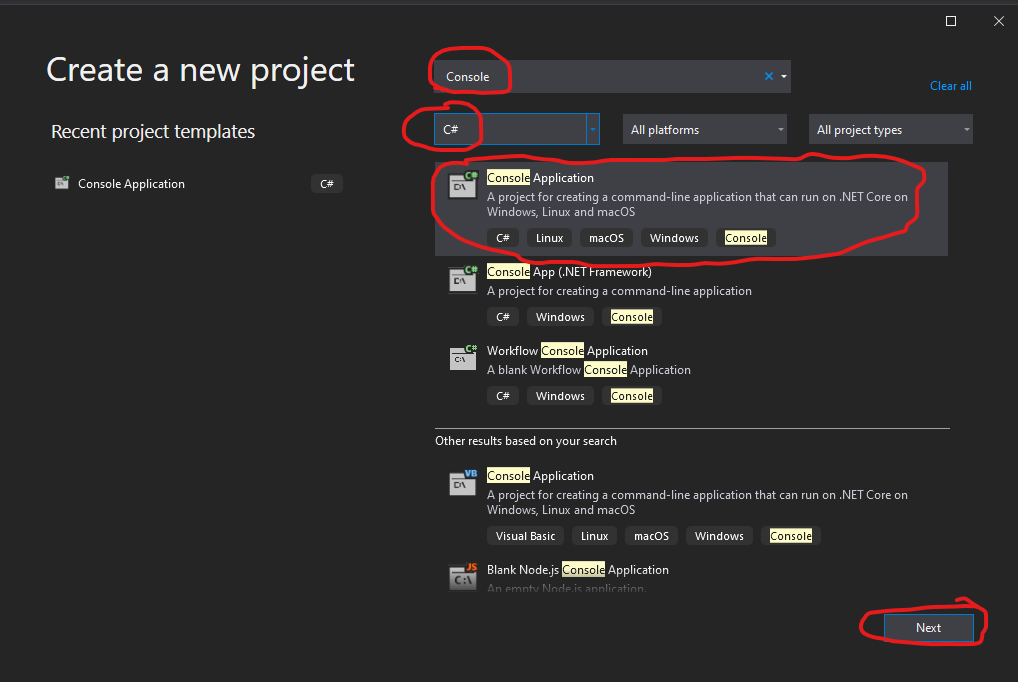 Create a new project
Console
Clear all
Recent project templates
C#
All platforms
All project types
Console Application
C#
Console Application
A project for creating a command-line application that can run on .NET Core on
Windows, Linux and macOS
C# Linux macOS Windows Console
Console App (.NET Framework)
A project for creating a command-line application
C# Windows Console
Workflow Console Application
A blank Workflow Console Application
C# Windows Console
Other results based on your search
Console Application
A project for creating a command-line application that can run on .NET Core on
Windows, Linux and macOS
Visual Basic Linux macOS Windows Console
Blank Node.js Console Application
An empty Node.js application.
Next